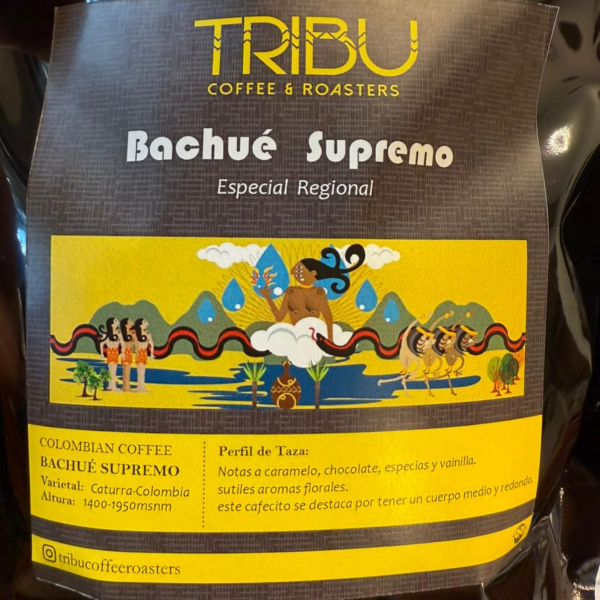 TRIBU
COFFEE & ROASTERS
Bachué Supremo
Especial Regional
COLOMBIAN COFFEE
BACHUÉ SUPREMO
Varietal: Caturra-Colombia
Altura: 1400-1950msnm
Perfil de Taza:
Notas a caramelo, chocolate, especias y vainilla.
sutiles aromas florales.
este cafecito se destaca por tener un cuerpo medio y redondo.
tribucoffeeroasters